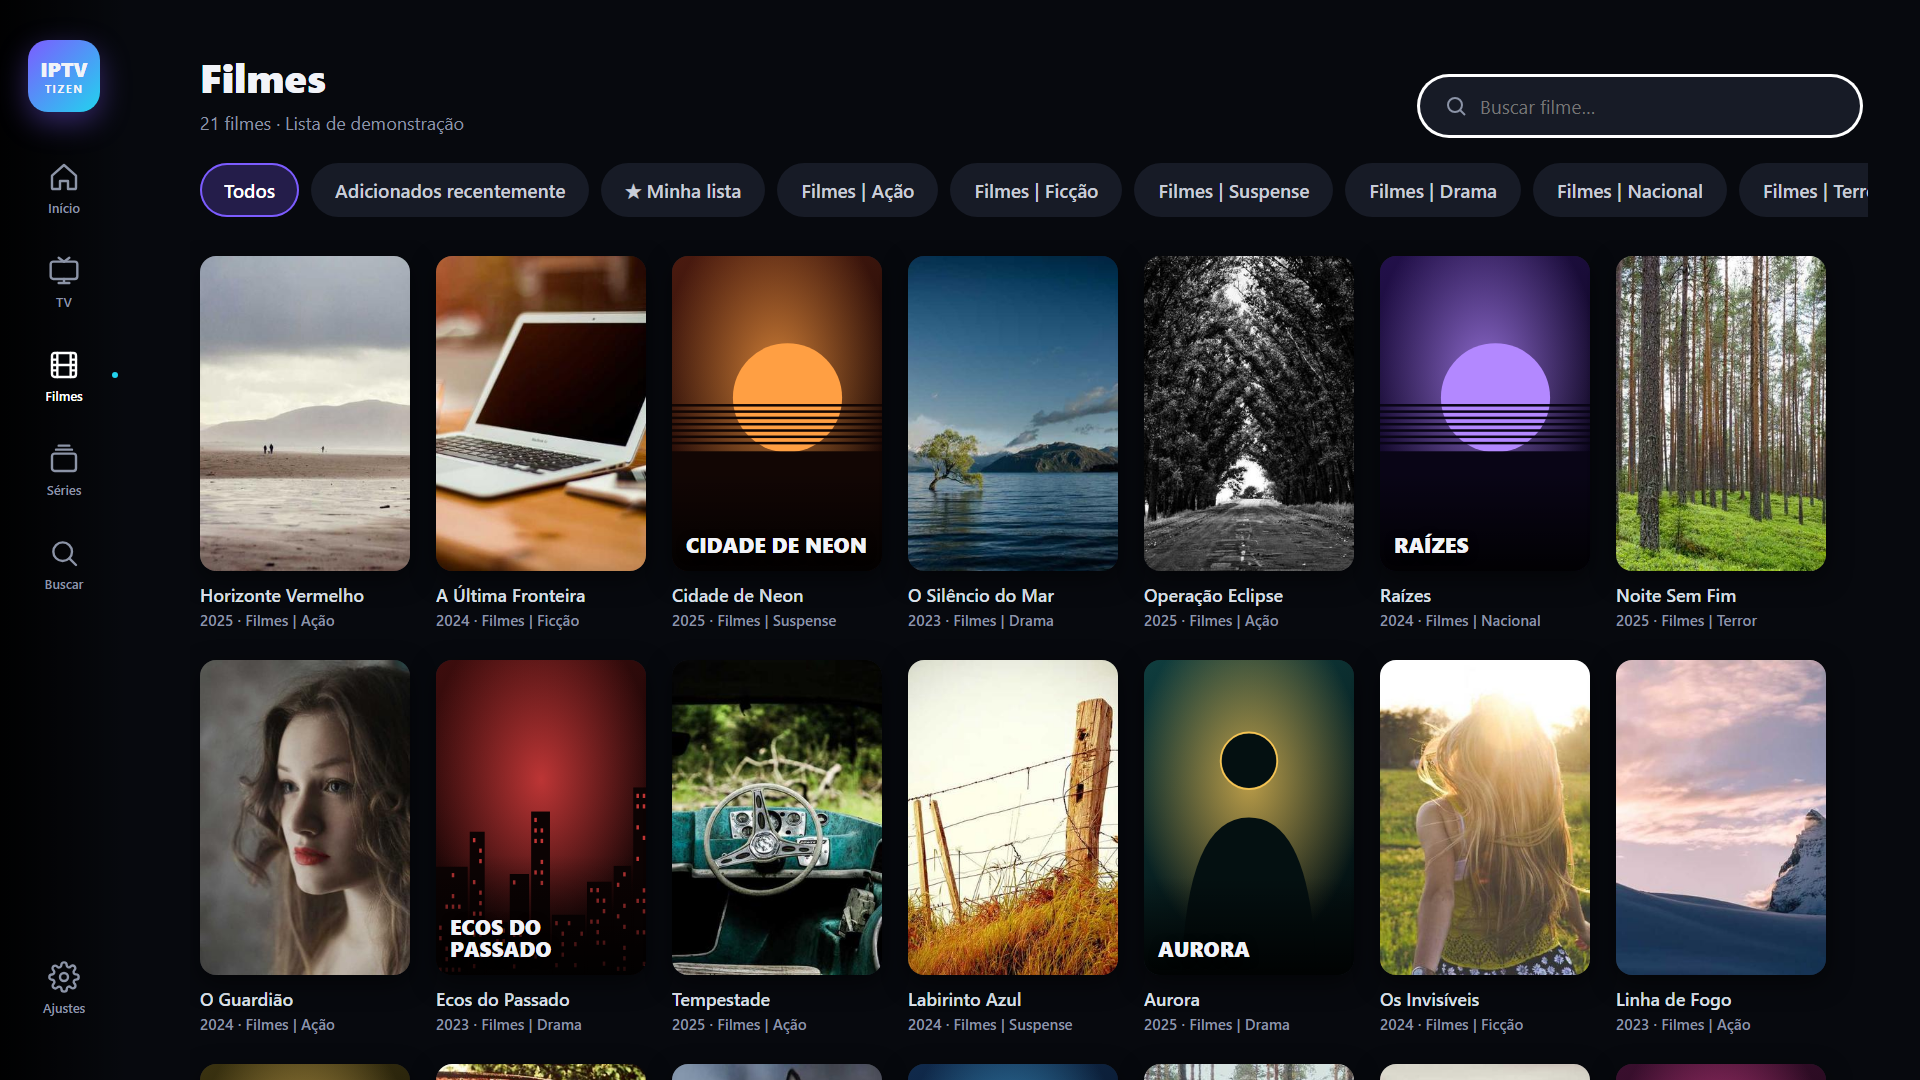 IPTV
TIZEN
Início
TV
Filmes
Séries
Buscar
Ajustes
Filmes
21 filmes · Lista de demonstração
Buscar filme...
Todos
Adicionados recentemente
★ Minha lista
Filmes | Ação
Filmes | Ficção
Filmes | Suspense
Filmes | Drama
Filmes | Nacional
Filmes | Terr
CIDADE DE NEON
RAÍZES
Horizonte Vermelho
2025 · Filmes | Ação
A Última Fronteira
2024 · Filmes | Ficção
Cidade de Neon
2025 · Filmes | Suspense
O Silêncio do Mar
2023 · Filmes | Drama
Operação Eclipse
2025 · Filmes | Ação
Raízes
2024 · Filmes | Nacional
Noite Sem Fim
2025 · Filmes | Terror
ECOS DO
PASSADO
AURORA
O Guardião
2024 · Filmes | Ação
Ecos do Passado
2023 · Filmes | Drama
Tempestade
2025 · Filmes | Ação
Labirinto Azul
2024 · Filmes | Suspense
Aurora
2025 · Filmes | Drama
Os Invisíveis
2024 · Filmes | Ficção
Linha de Fogo
2023 · Filmes | Ação